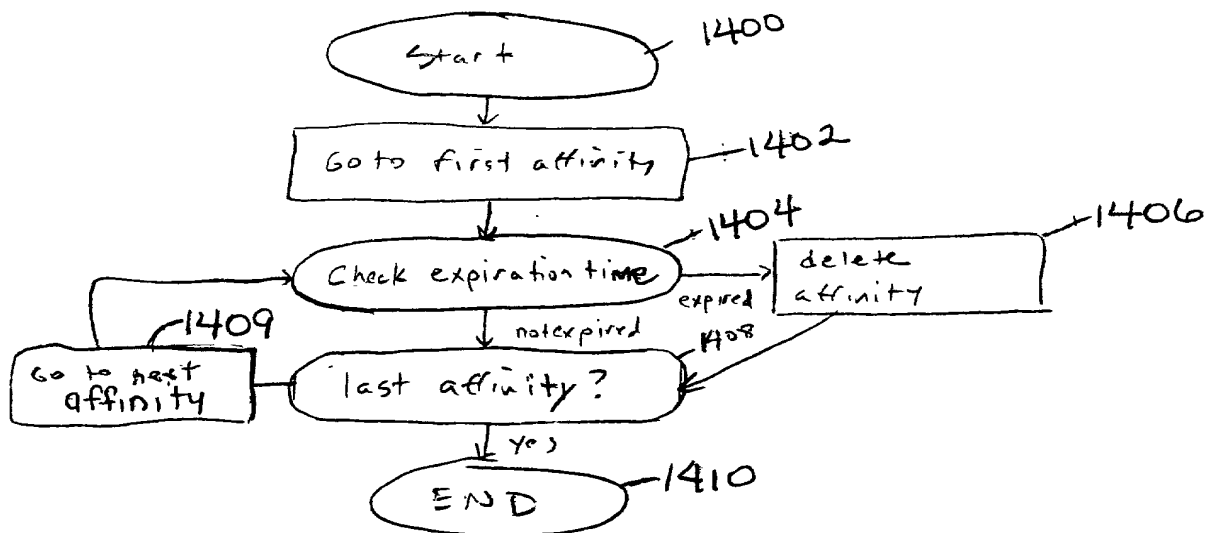 Start
1400
Go to first affinity
1402
1404
1406
Check expiration time
expired
delete
affinity
1409
not expired
1408
Go to next
affinity
last affinity?
yes
END
1410